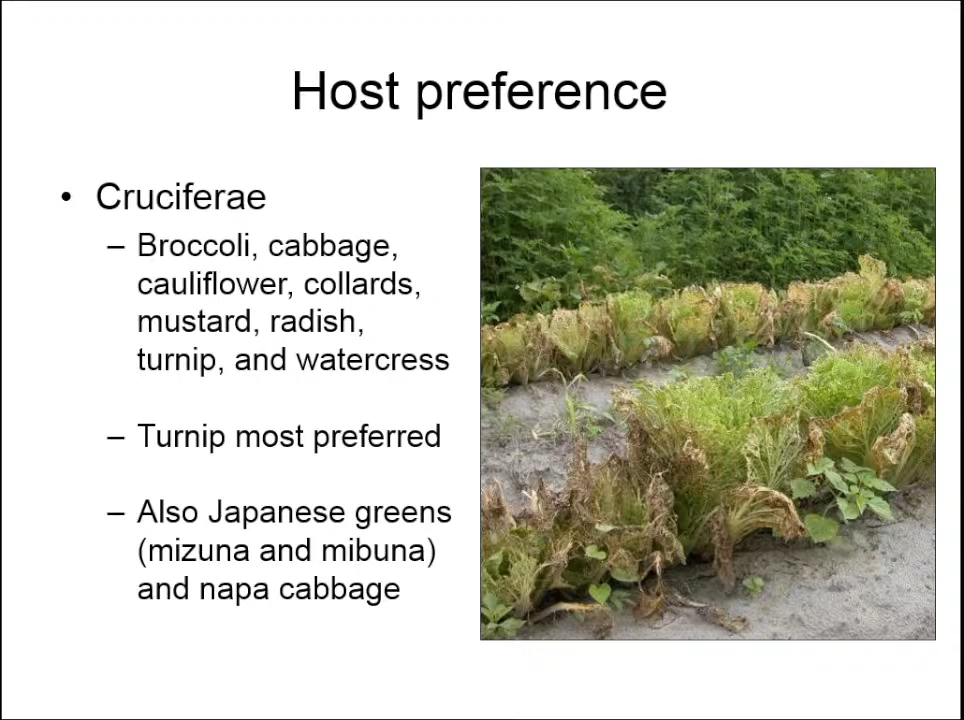 Host preference
• Cruciferae
– Broccoli, cabbage,
cauliflower, collards,
mustard, radish,
turnip, and watercress
– Turnip most preferred
– Also Japanese greens
(mizuna and mibuna)
and napa cabbage